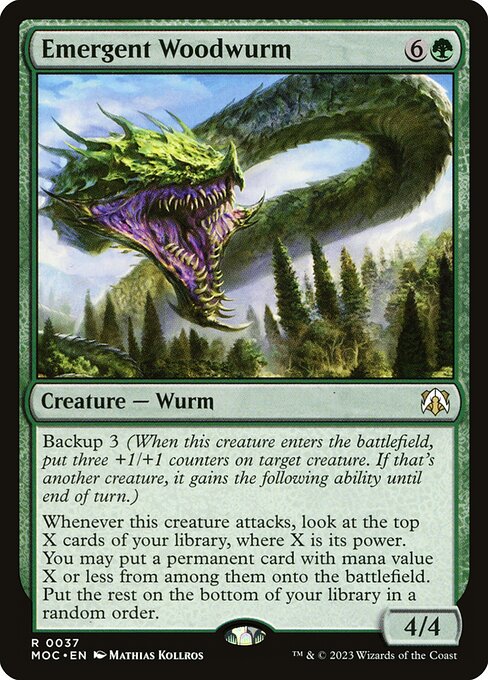 Emergent Woodwurm 6
Creature — Wurm
Backup 3 (When this creature enters the battlefield,
put three +1/+1 counters on target creature. If that's
another creature, it gains the following ability until
end of turn.)
Whenever this creature attacks, look at the top
X cards of your library, where X is its power.
You may put a permanent card with mana value
X or less from among them onto the battlefield.
Put the rest on the bottom of your library in a
random order.
4/4
R 0037
MOC • EN Mathias Kollros
™ & © 2023 Wizards of the Coast